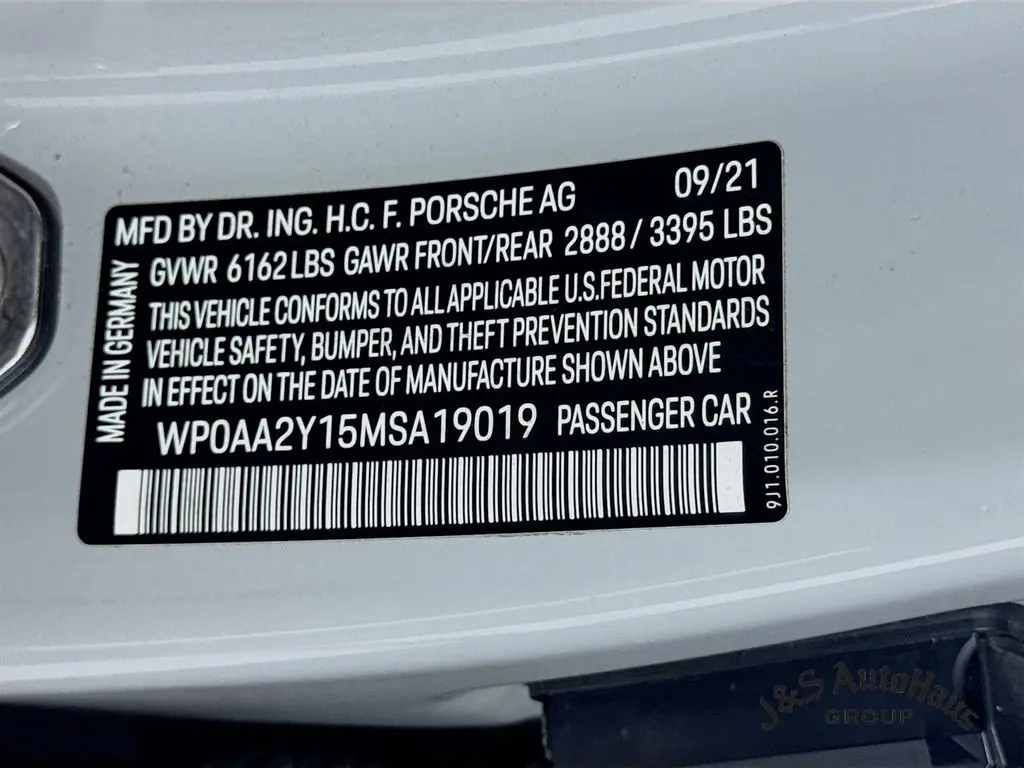 MFD BY DR. ING. H.C. F. PORSCHE AG 09/21
GVWR 6162 LBS GAWR FRONT/REAR 2888 / 3395 LBS
THIS VEHICLE CONFORMS TO ALL APPLICABLE U.S.FEDERAL MOTOR
VEHICLE SAFETY, BUMPER, AND THEFT PREVENTION STANDARDS
IN EFFECT ON THE DATE OF MANUFACTURE SHOWN ABOVE
WP0AA2Y15MSA19019 PASSENGER CAR
MADE IN GERMANY
9J1.010.016.R
J&S AutoHaus
GROUP